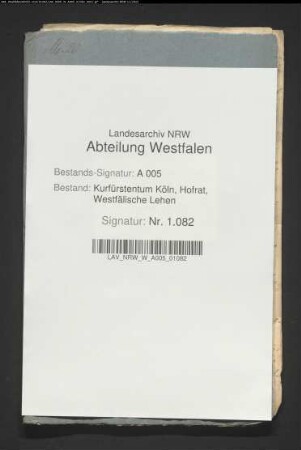 Landesarchiv NRW
Abteilung Westfalen
Bestands-Signatur: A 005
Bestand: Kurfürstentum Köln, Hofrat,
Westfälische Lehen
Signatur: Nr. 1.082
LAV_NRW_W_A005_01082